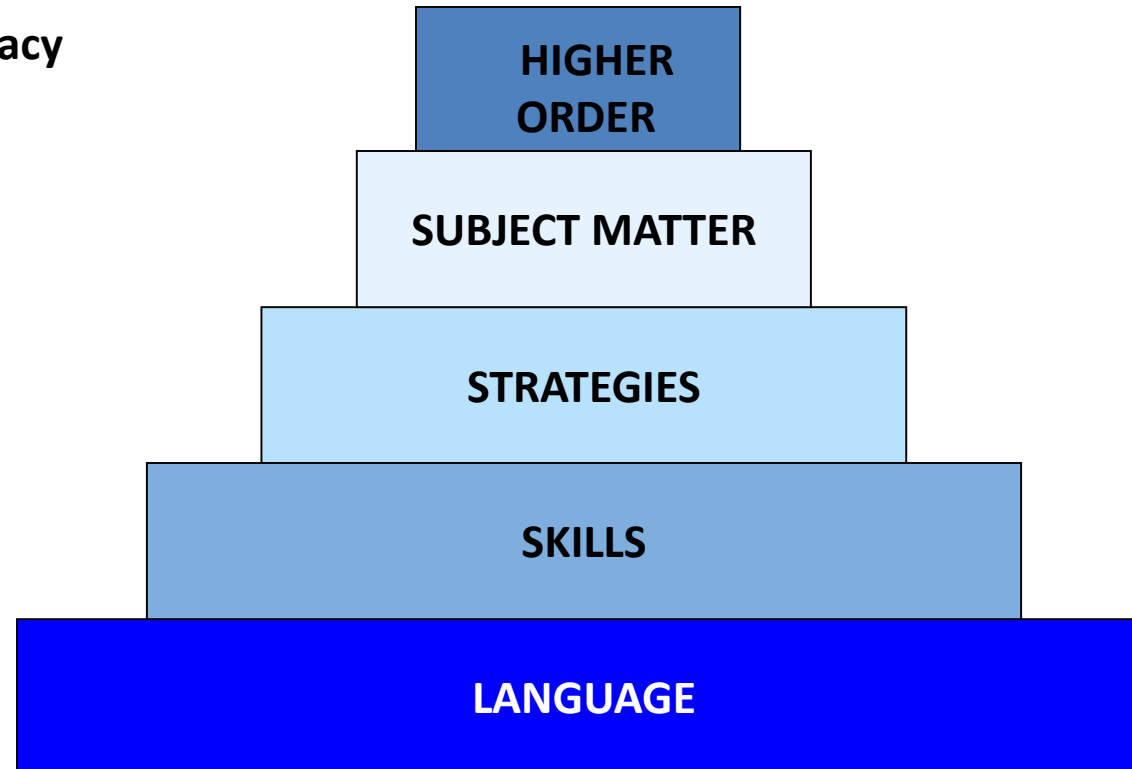 acy
HIGHER
ORDER
SUBJECT MATTER
STRATEGIES
SKILLS
LANGUAGE